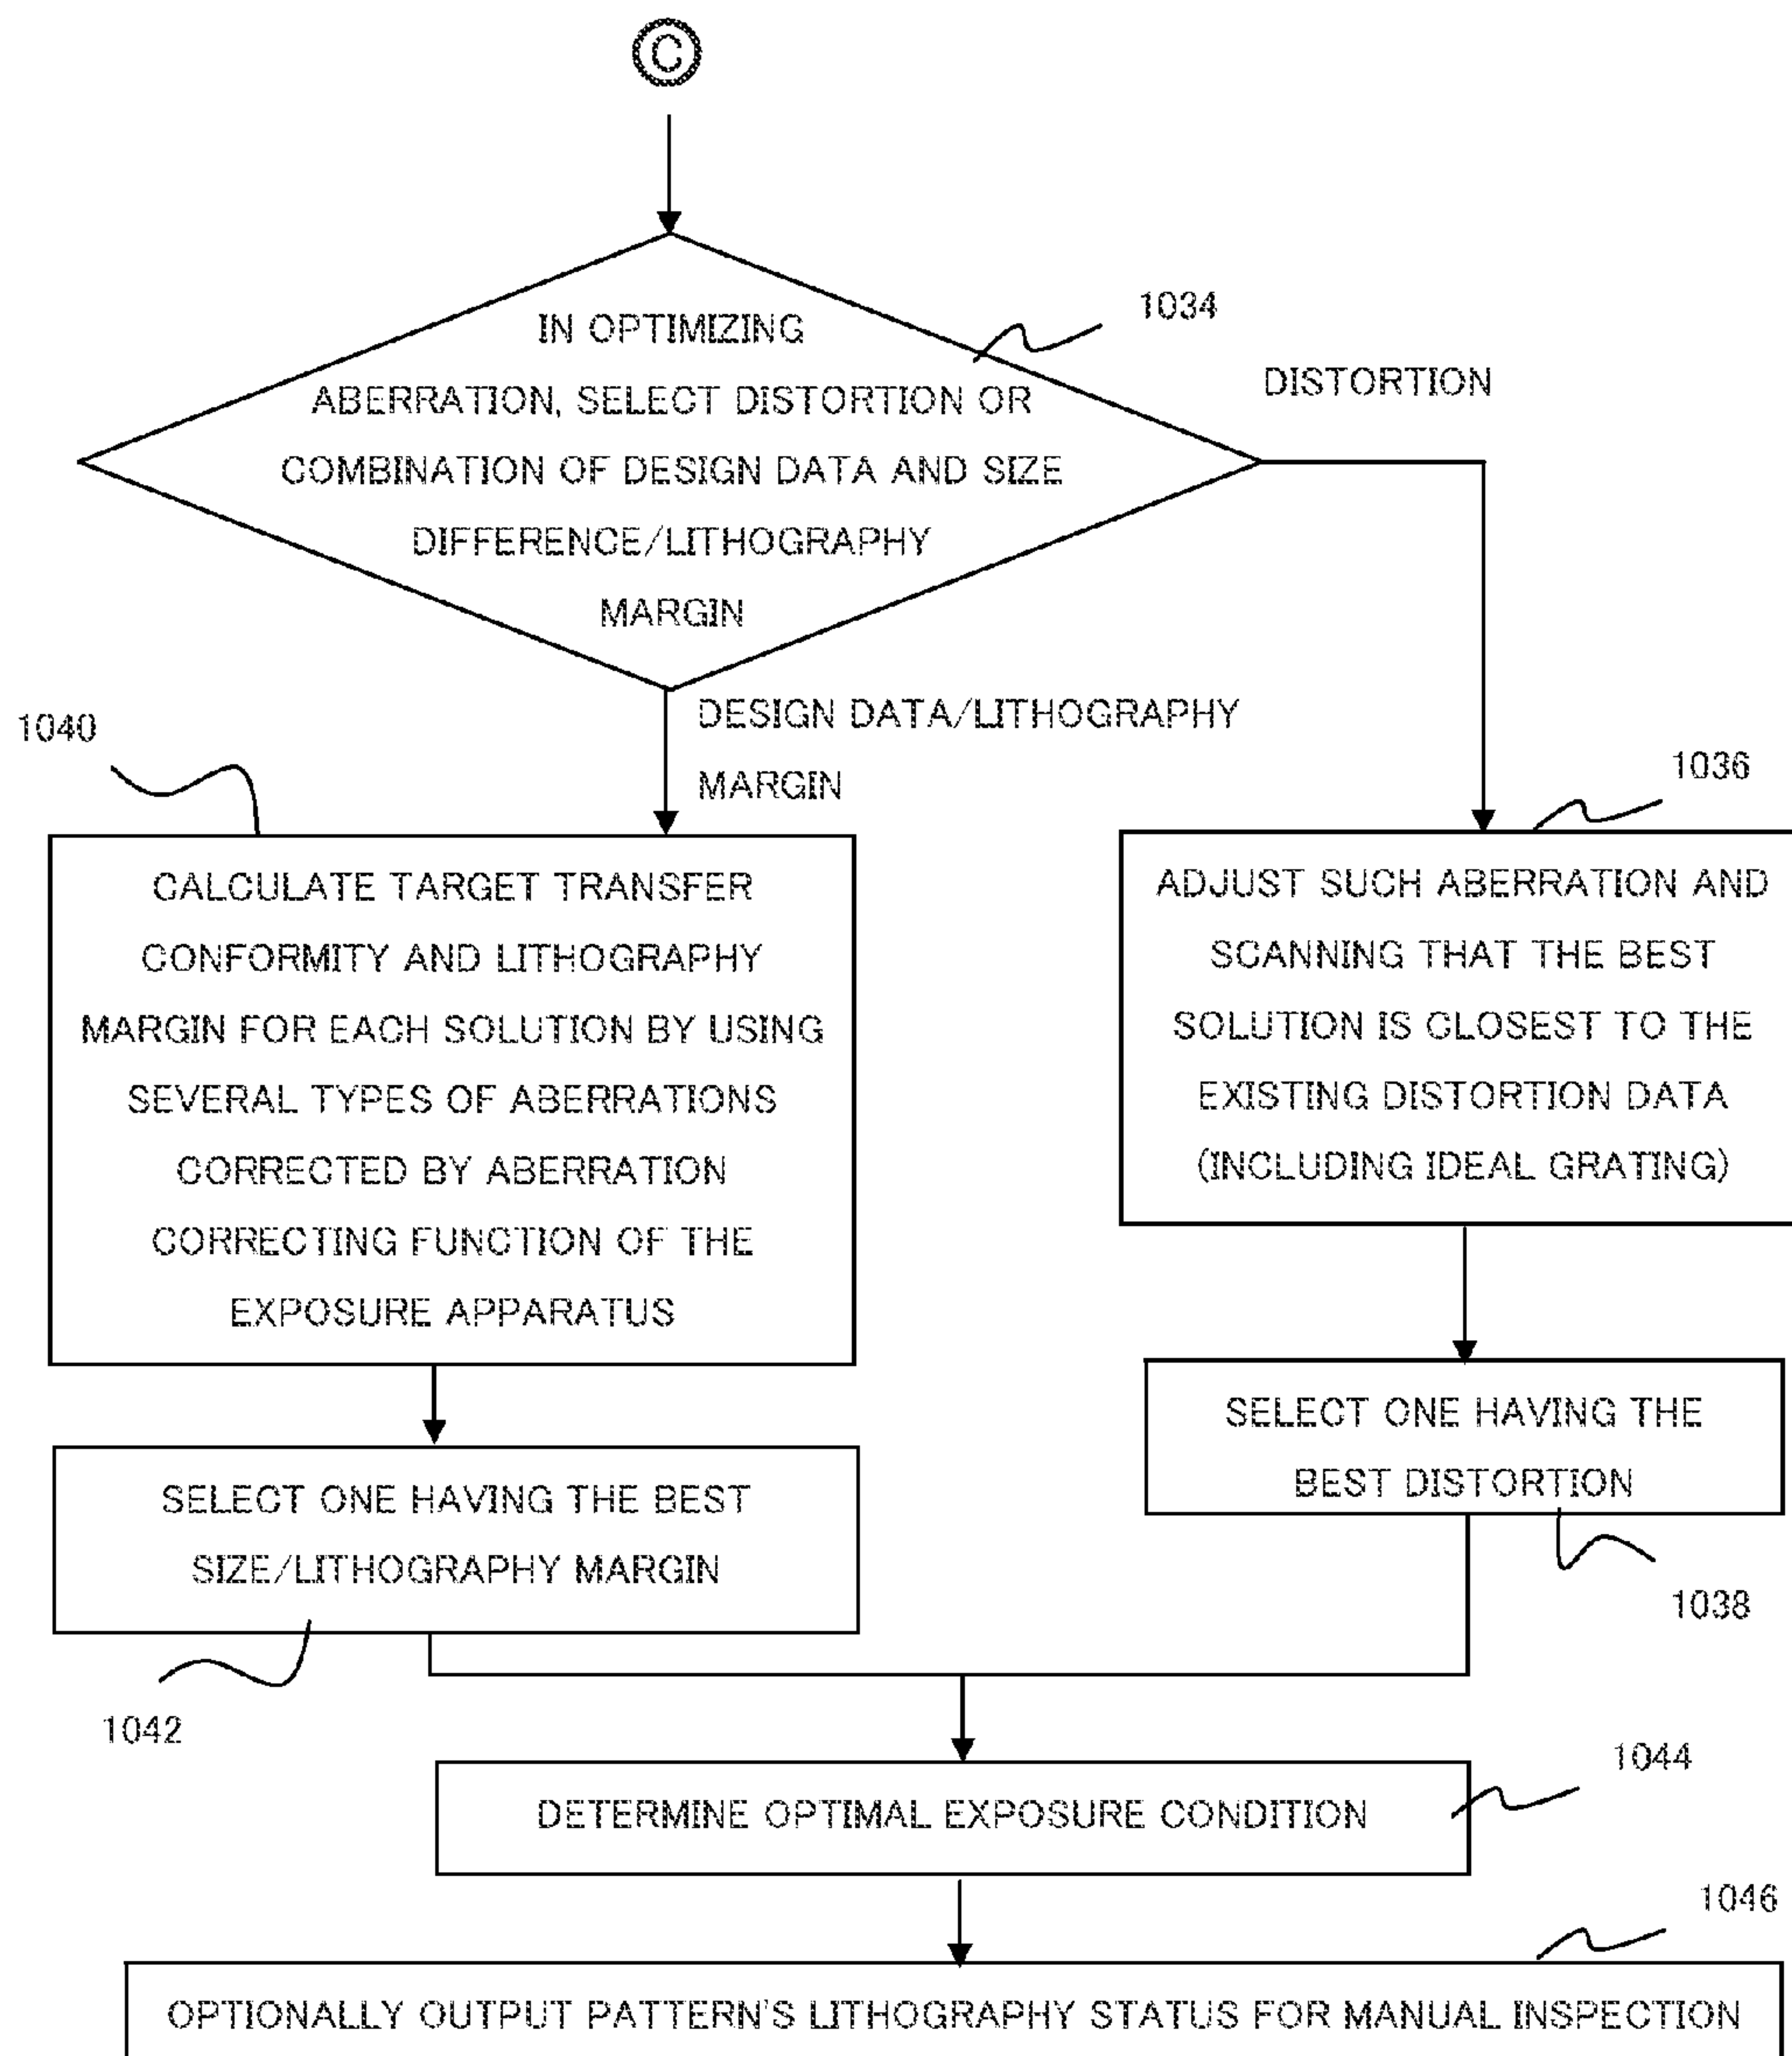 C
IN OPTIMIZING
ABERRATION, SELECT DISTORTION OR
COMBINATION OF DESIGN DATA AND SIZE
DIFFERENCE/LITHOGRAPHY
MARGIN
1034
DISTORTION
DESIGN DATA/LITHOGRAPHY
MARGIN
1040
CALCULATE TARGET TRANSFER
CONFORMITY AND LITHOGRAPHY
MARGIN FOR EACH SOLUTION BY USING
SEVERAL TYPES OF ABERRATIONS
CORRECTED BY ABERRATION
CORRECTING FUNCTION OF THE
EXPOSURE APPARATUS
1036
ADJUST SUCH ABERRATION AND
SCANNING THAT THE BEST
SOLUTION IS CLOSEST TO THE
EXISTING DISTORTION DATA
(INCLUDING IDEAL GRATING)
SELECT ONE HAVING THE BEST
SIZE/LITHOGRAPHY MARGIN
1042
SELECT ONE HAVING THE
BEST DISTORTION
1038
1044
DETERMINE OPTIMAL EXPOSURE CONDITION
1046
OPTIONALLY OUTPUT PATTERN'S LITHOGRAPHY STATUS FOR MANUAL INSPECTION